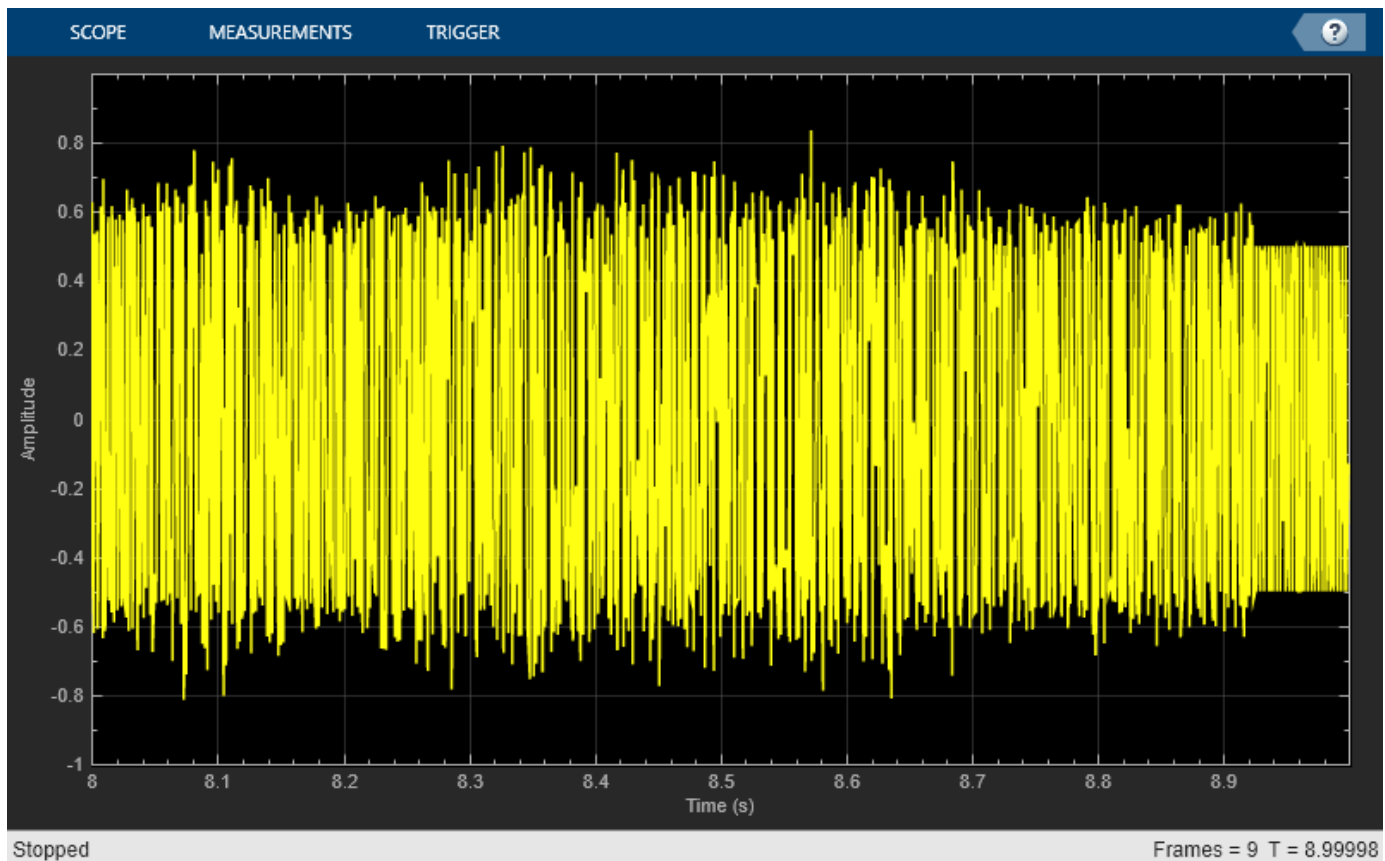 SCOPE MEASUREMENTS TRIGGER ?
0.8
0.6
0.4
0.2
0
-0.2
-0.4
-0.6
-0.8
-1
Amplitude
8 8.1 8.2 8.3 8.4 8.5 8.6 8.7 8.8 8.9
Time (s)
Stopped Frames = 9 T = 8.99998